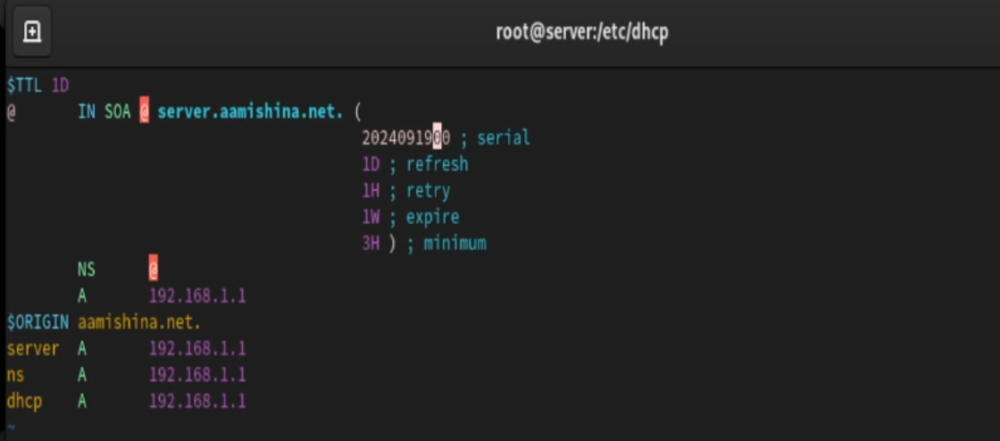 root@server:/etc/dhcp
$TTL 1D
@ IN SOA @ server.aamishina.net. (
2024091900 ; serial
1D ; refresh
1H ; retry
1W ; expire
3H ) ; minimum
NS @
A 192.168.1.1
$ORIGIN aamishina.net.
server A 192.168.1.1
ns A 192.168.1.1
dhcp A 192.168.1.1
~